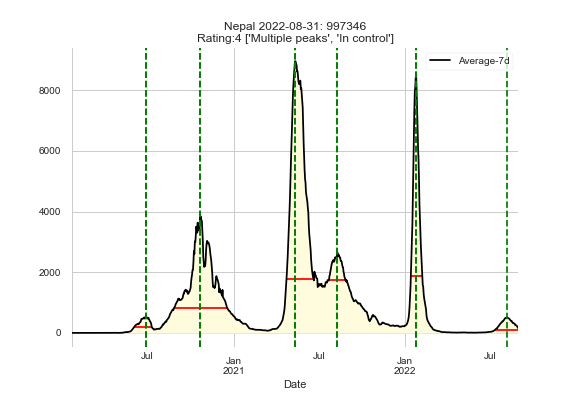 Nepal 2022-08-31: 997346
Rating:4 ['Multiple peaks', 'In control']
Average-7d
8000
6000
4000
2000
0
Jul
Jan
2021
Jul
Jan
2022
Jul
Date